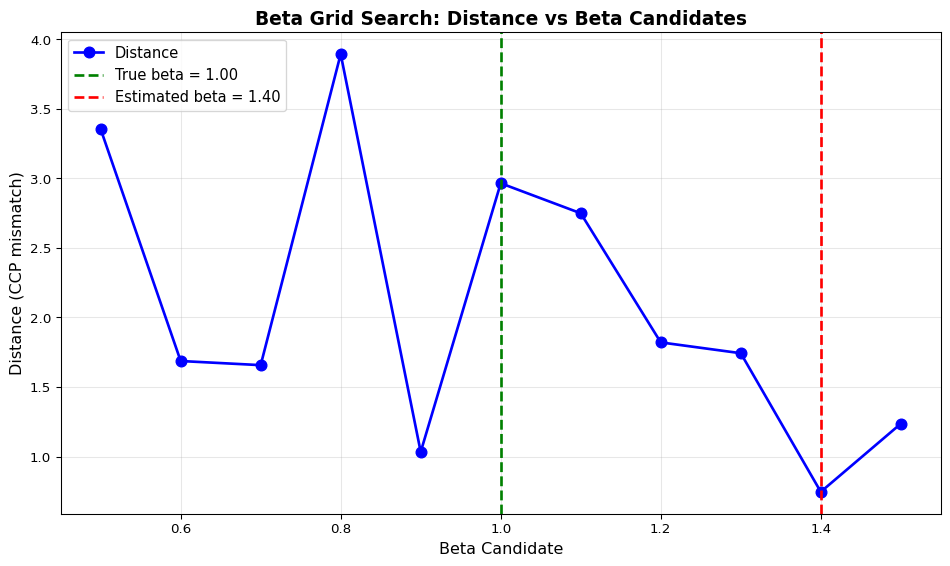 Beta Grid Search: Distance vs Beta Candidates
Distance
True beta = 1.00
Estimated beta = 1.40
Distance (CCP mismatch)
4.0
3.5
3.0
2.5
2.0
1.5
1.0
0.6 0.8 1.0 1.2 1.4
Beta Candidate